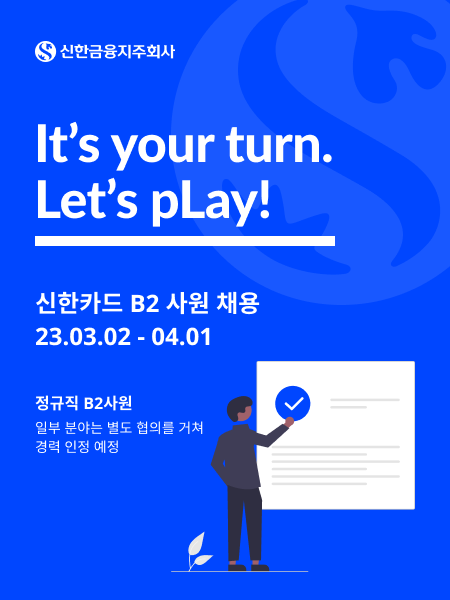 신한금융지주회사
It's your turn.
Let's pLay!
신한카드 B2 사원 채용
23.03.02 - 04.01
정규직 B2사원
일부 분야는 별도 협의를 거쳐
경력 인정 예정